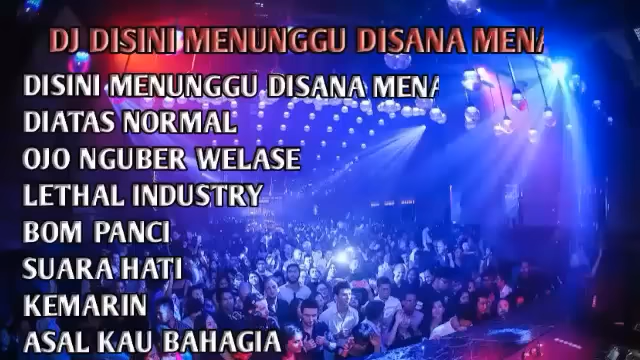 DJ DISINI MENUNGGU DISANA MENA
DISINI MENUNGGU DISANA MENA
DIATAS NORMAL
OJO NGUBER WELASE
LETHAL INDUSTRY
BOM PANCI
SUARA HATI
KEMARIN
ASAL KAU BAHAGIA